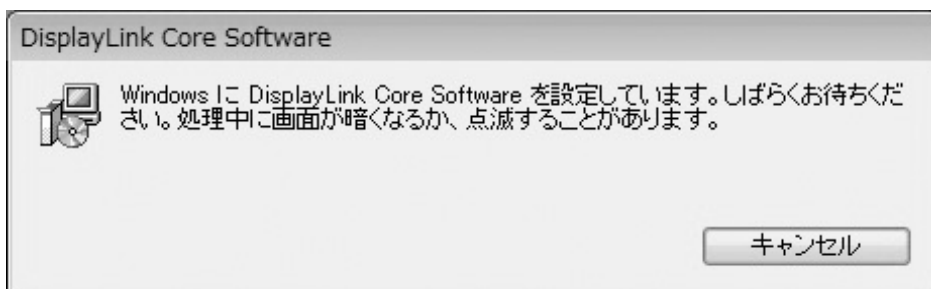 DisplayLink Core Software
Windows に DisplayLink Core Software を設定しています。しばらくお待ちくだ
さい。処理中に画面が暗くなるか、点滅することがあります。
キャンセル